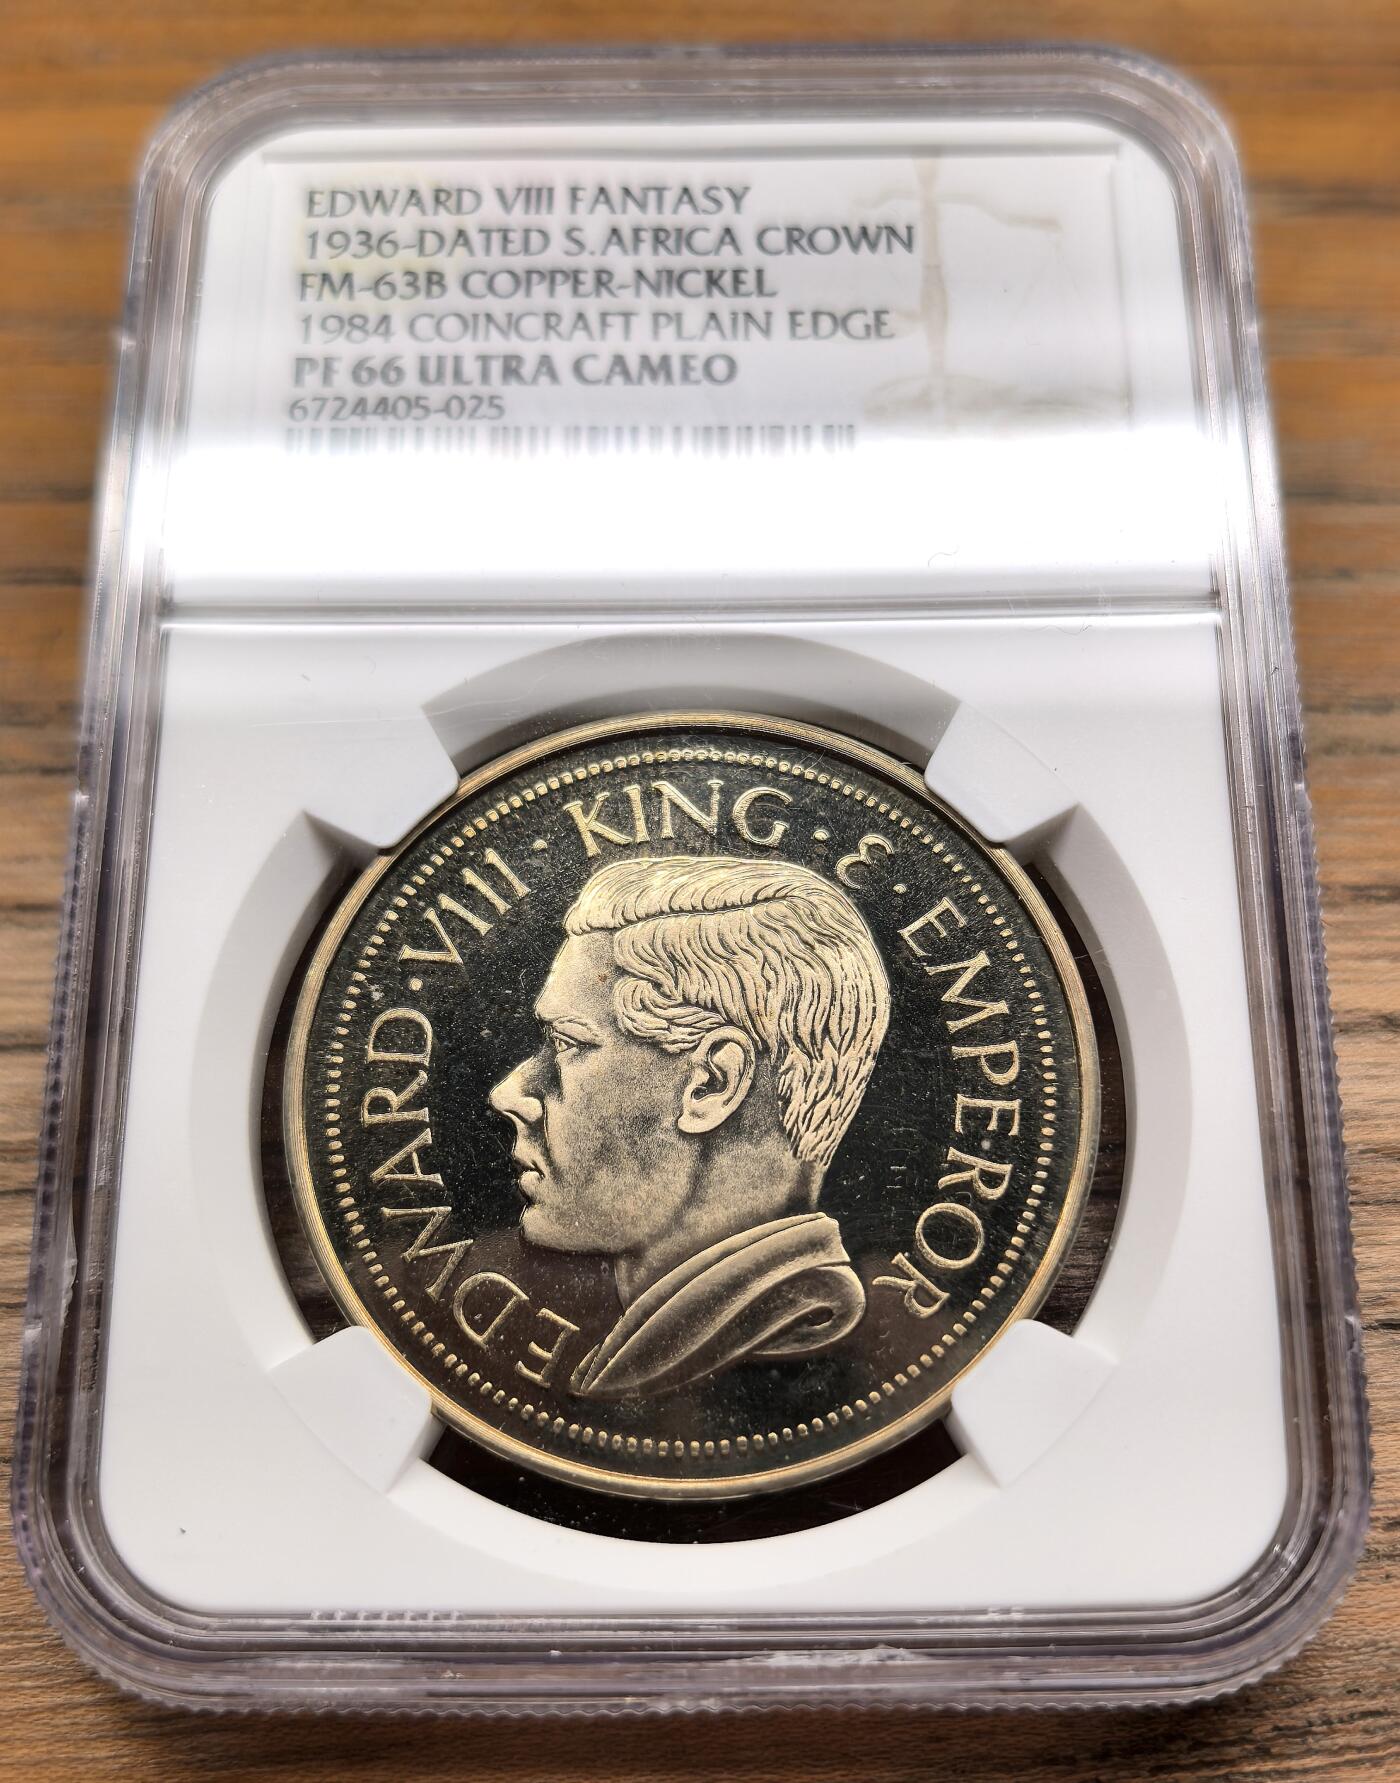 EDWARD VIII FANTASY
1936-DATED S.AFRICA CROWN
FM-63B COPPER-NICKEL
1984 COINCRAFT PLAIN EDGE
PF 66 ULTRA CAMEO
6724405-025
EDWARD·VIII·KING·&·EMPEROR